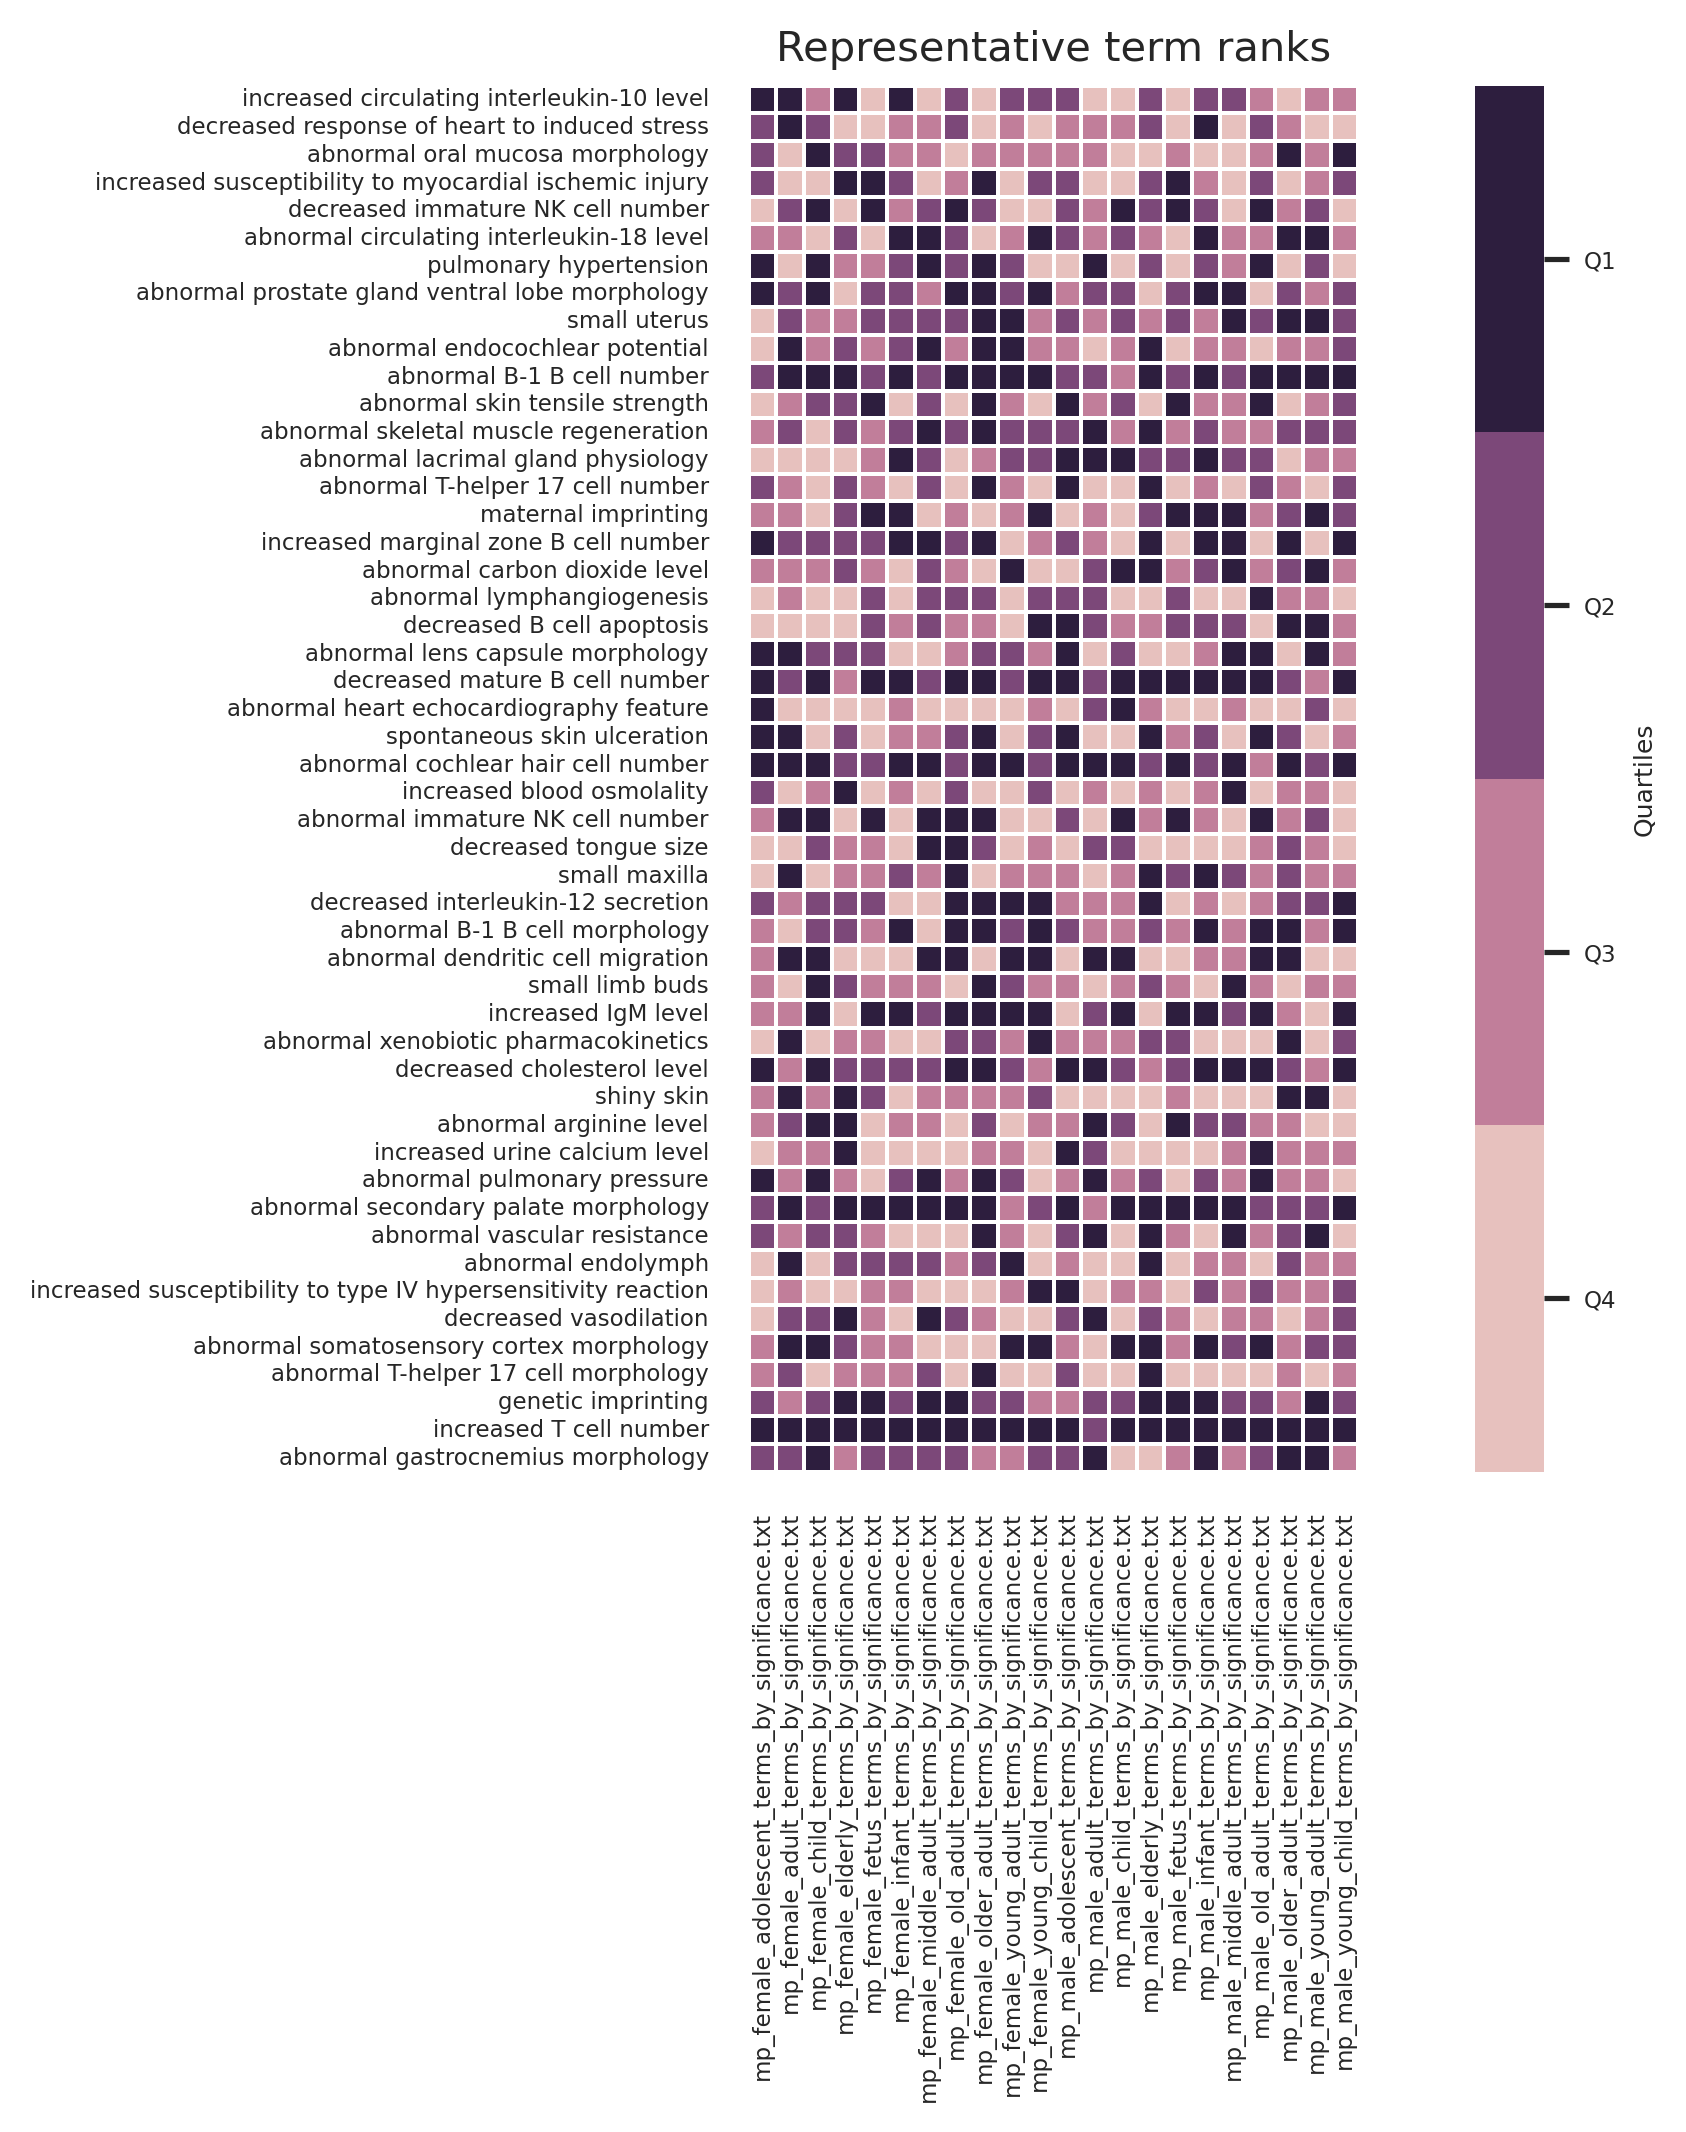 Representative term ranks
increased circulating interleukin-10 level
decreased response of heart to induced stress
abnormal oral mucosa morphology
increased susceptibility to myocardial ischemic injury
decreased immature NK cell number
abnormal circulating interleukin-18 level
pulmonary hypertension
abnormal prostate gland ventral lobe morphology
small uterus
abnormal endocochlear potential
abnormal B-1 B cell number
abnormal skin tensile strength
abnormal skeletal muscle regeneration
abnormal lacrimal gland physiology
abnormal T-helper 17 cell number
maternal imprinting
increased marginal zone B cell number
abnormal carbon dioxide level
abnormal lymphangiogenesis
decreased B cell apoptosis
abnormal lens capsule morphology
decreased mature B cell number
abnormal heart echocardiography feature
spontaneous skin ulceration
abnormal cochlear hair cell number
increased blood osmolality
abnormal immature NK cell number
decreased tongue size
small maxilla
decreased interleukin-12 secretion
abnormal B-1 B cell morphology
abnormal dendritic cell migration
small limb buds
increased IgM level
abnormal xenobiotic pharmacokinetics
decreased cholesterol level
shiny skin
abnormal arginine level
increased urine calcium level
abnormal pulmonary pressure
abnormal secondary palate morphology
abnormal vascular resistance
abnormal endolymph
increased susceptibility to type IV hypersensitivity reaction
decreased vasodilation
abnormal somatosensory cortex morphology
abnormal T-helper 17 cell morphology
genetic imprinting
increased T cell number
abnormal gastrocnemius morphology
mp_female_adolescent_terms_by_significance.txt
mp_female_adult_terms_by_significance.txt
mp_female_child_terms_by_significance.txt
mp_female_elderly_terms_by_significance.txt
mp_female_fetus_terms_by_significance.txt
mp_female_infant_terms_by_significance.txt
mp_female_middle_adult_terms_by_significance.txt
mp_female_old_adult_terms_by_significance.txt
mp_female_older_adult_terms_by_significance.txt
mp_female_young_adult_terms_by_significance.txt
mp_female_young_child_terms_by_significance.txt
mp_male_adolescent_terms_by_significance.txt
mp_male_adult_terms_by_significance.txt
mp_male_child_terms_by_significance.txt
mp_male_elderly_terms_by_significance.txt
mp_male_fetus_terms_by_significance.txt
mp_male_infant_terms_by_significance.txt
mp_male_middle_adult_terms_by_significance.txt
mp_male_old_adult_terms_by_significance.txt
mp_male_older_adult_terms_by_significance.txt
mp_male_young_adult_terms_by_significance.txt
mp_male_young_child_terms_by_significance.txt
Q1
Q2
Q3
Q4
Quartiles